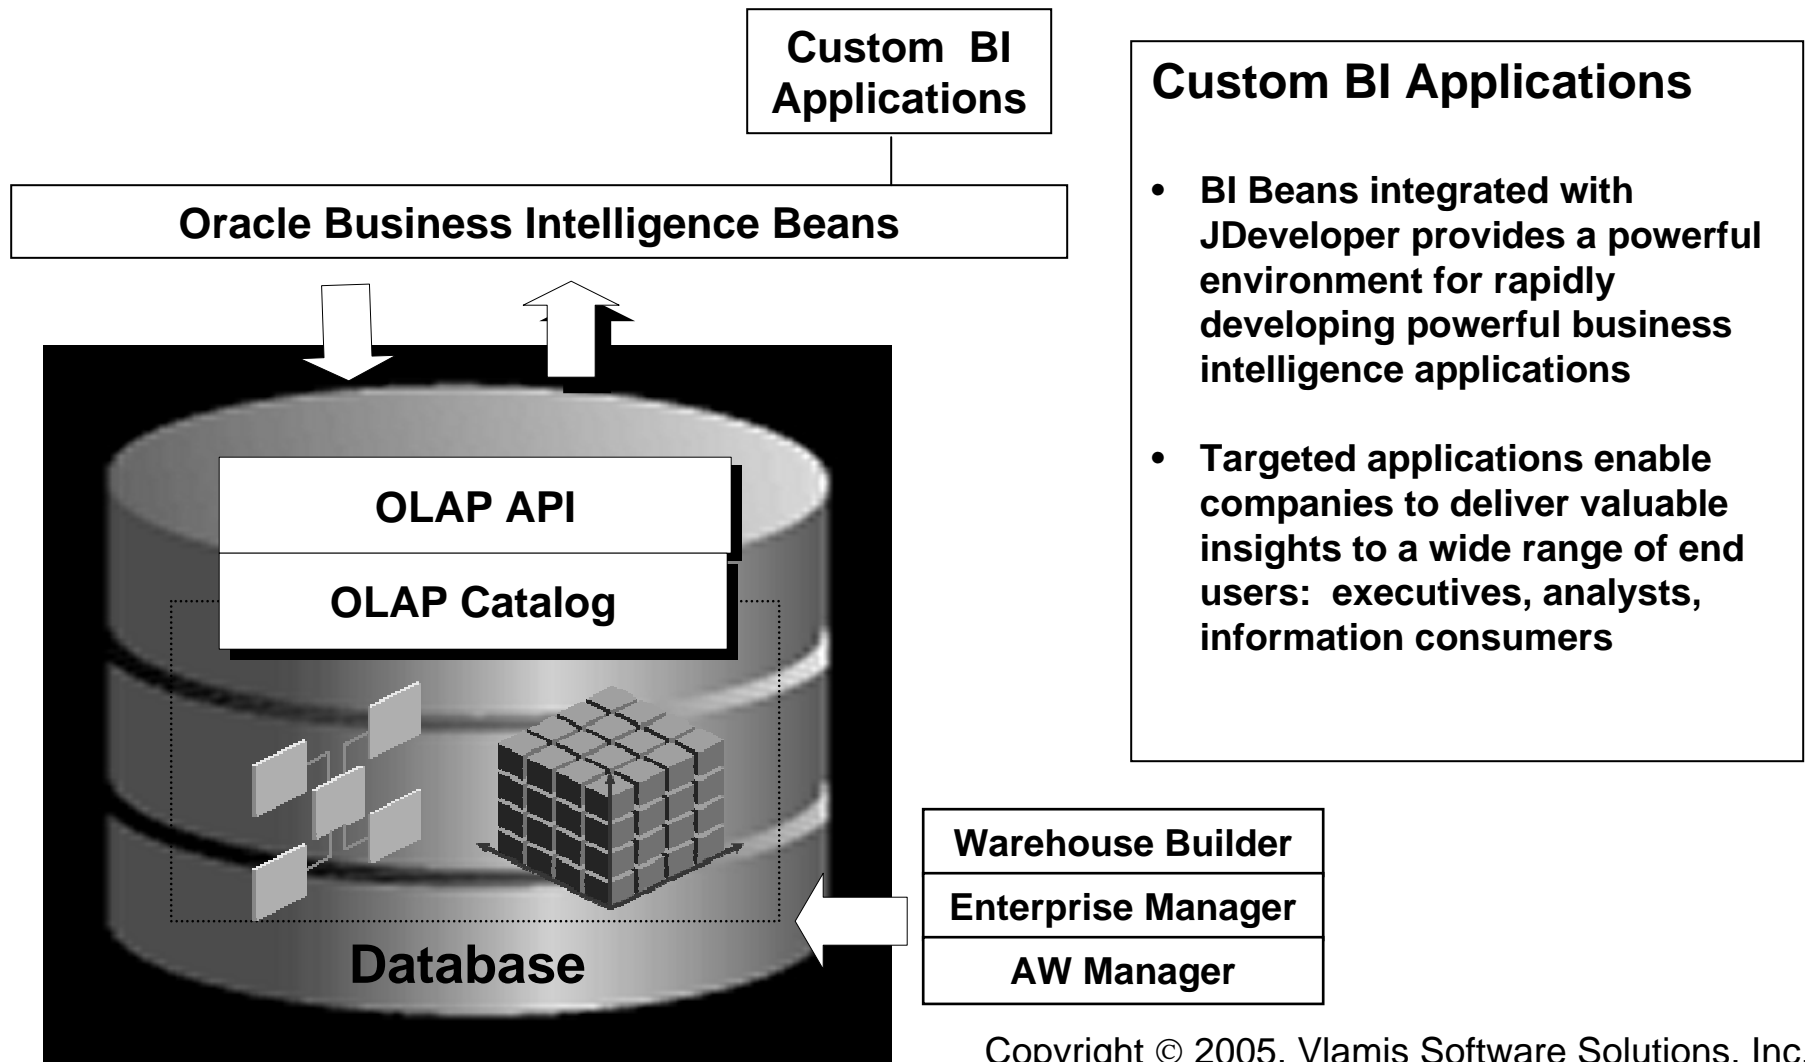 Custom BI
Applications
Oracle Business Intelligence Beans
OLAP API
OLAP Catalog
Database
Custom BI Applications
• BI Beans integrated with
JDeveloper provides a powerful
environment for rapidly
developing powerful business
intelligence applications
• Targeted applications enable
companies to deliver valuable
insights to a wide range of end
users: executives, analysts,
information consumers
Warehouse Builder
Enterprise Manager
AW Manager
Copyright © 2005, Vlamis Software Solutions, Inc.